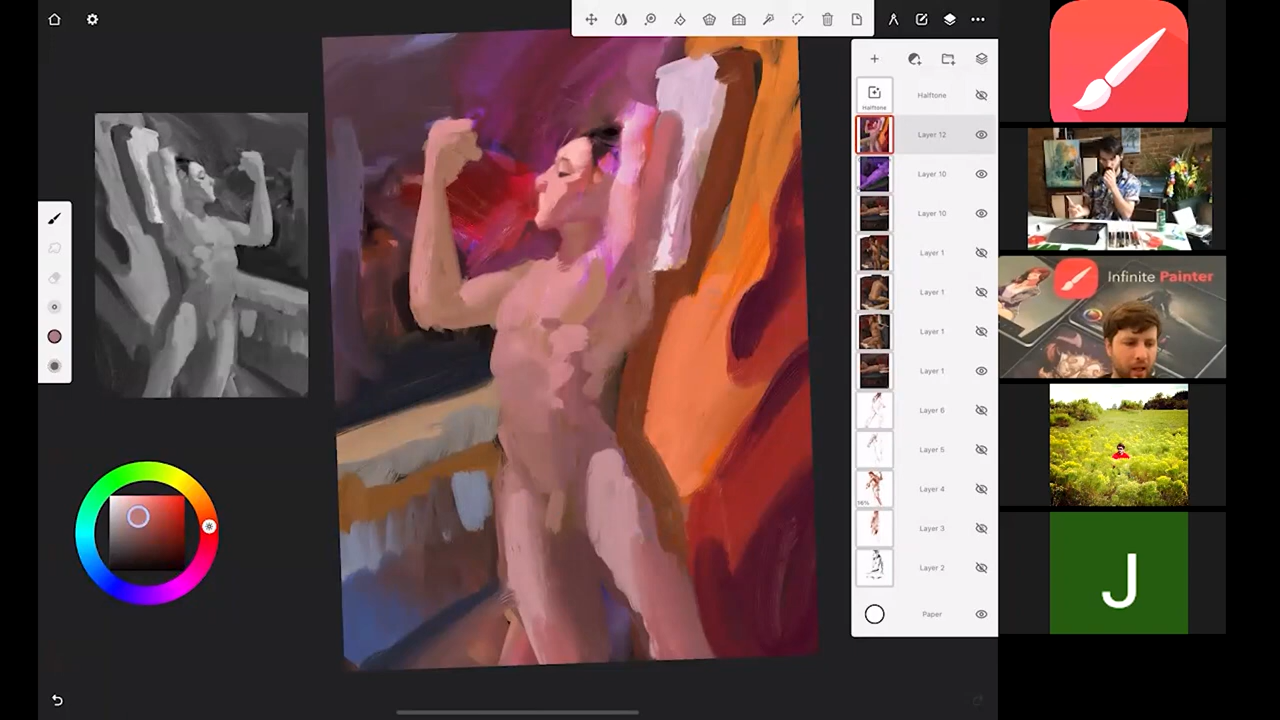 Halftone
Halftone
Layer 12
Layer 10
Layer 10
Layer 1
Layer 1
Layer 1
Layer 1
Layer 6
Layer 5
Layer 4
16%
Layer 3
Layer 2
Paper
Infinite Painter
J